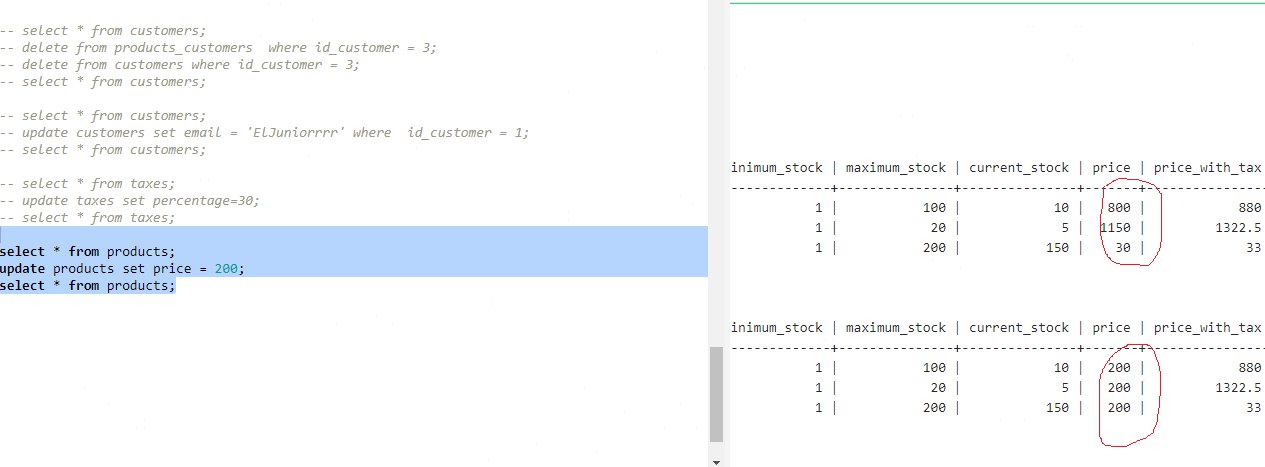 -- select * from customers;
-- delete from products_customers  where id_customer = 3;
-- delete from customers where id_customer = 3;
-- select * from customers;
-- select * from customers;
-- update customers set email = 'ElJuniorrrr' where  id_customer = 1;
-- select * from customers;
-- select * from taxes;
-- update taxes set percentage=30;
-- select * from taxes;
select * from products;
update products set price = 200;
select * from products;
inimum_stock | maximum_stock | current_stock | price | price_with_tax
-------------+---------------+---------------+-------+---------------
1 | 100 | 10 | 800 | 880
1 | 20 | 5 | 1150 | 1322.5
1 | 200 | 150 | 30 | 33
inimum_stock | maximum_stock | current_stock | price | price_with_tax
-------------+---------------+---------------+-------+---------------
1 | 100 | 10 | 200 | 880
1 | 20 | 5 | 200 | 1322.5
1 | 200 | 150 | 200 | 33